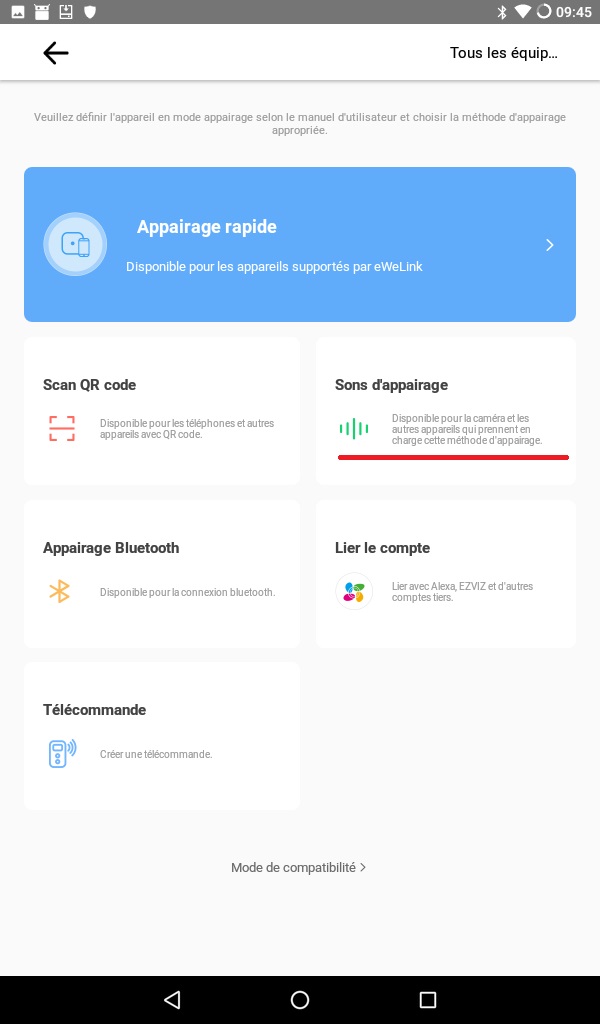 09:45
Tous les équip...
Veuillez définir l'appareil en mode appairage selon le manuel d'utilisateur et choisir la méthode d'appairage
appropriée.
Appairage rapide
Disponible pour les appareils supportés par eWeLink
Scan QR code
Disponible pour les téléphones et autres
appareils avec QR code.
Sons d'appairage
Disponible pour la caméra et les
autres appareils qui prennent en
charge cette méthode d'appairage.
Appairage Bluetooth
Disponible pour la connexion bluetooth.
Lier le compte
Lier avec Alexa, EZVIZ et d'autres
comptes tiers.
Télécommande
Créer une télécommande.
Mode de compatibilité